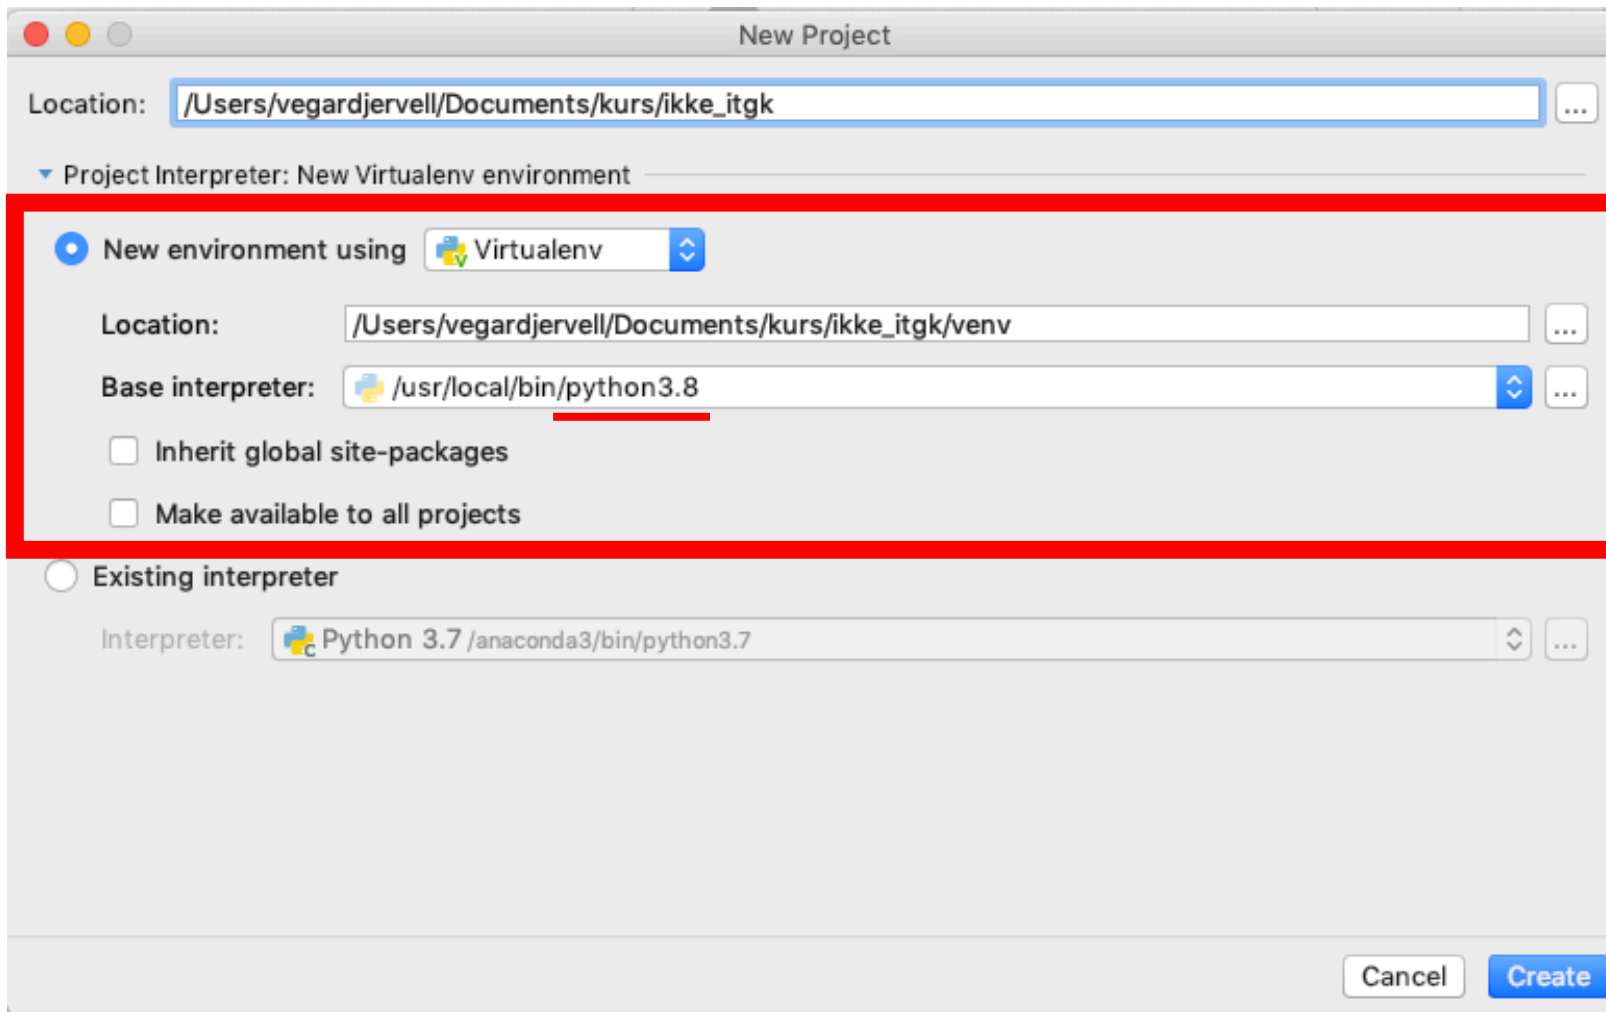 New Project
Location: /Users/vegardjervell/Documents/kurs/ikke_itgk ...
Project Interpreter: New Virtualenv environment
New environment using Virtualenv
Location: /Users/vegardjervell/Documents/kurs/ikke_itgk/venv ...
Base interpreter: /usr/local/bin/python3.8 ...
Inherit global site-packages
Make available to all projects
Existing interpreter
Interpreter: Python 3.7 /anaconda3/bin/python3.7 ...
Cancel Create